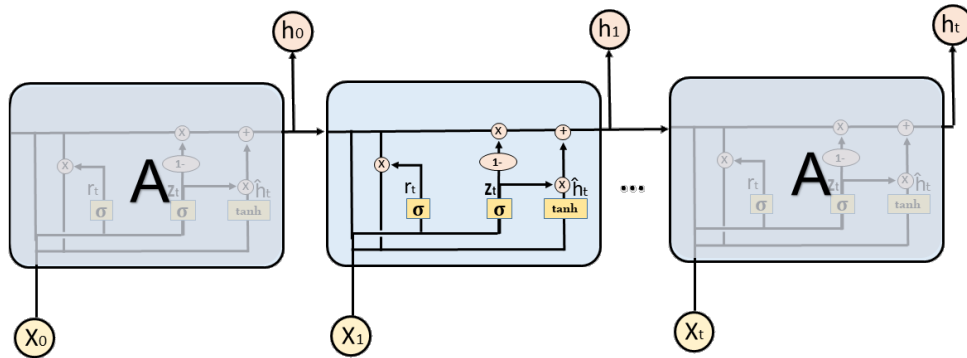 h0
h1
ht
x + 1- x x rt zt ĥt σ σ tanh A
x + 1- x x rt zt ĥt σ σ tanh
...
x + 1- x x rt zt ĥt σ σ tanh A
X0
X1
Xt